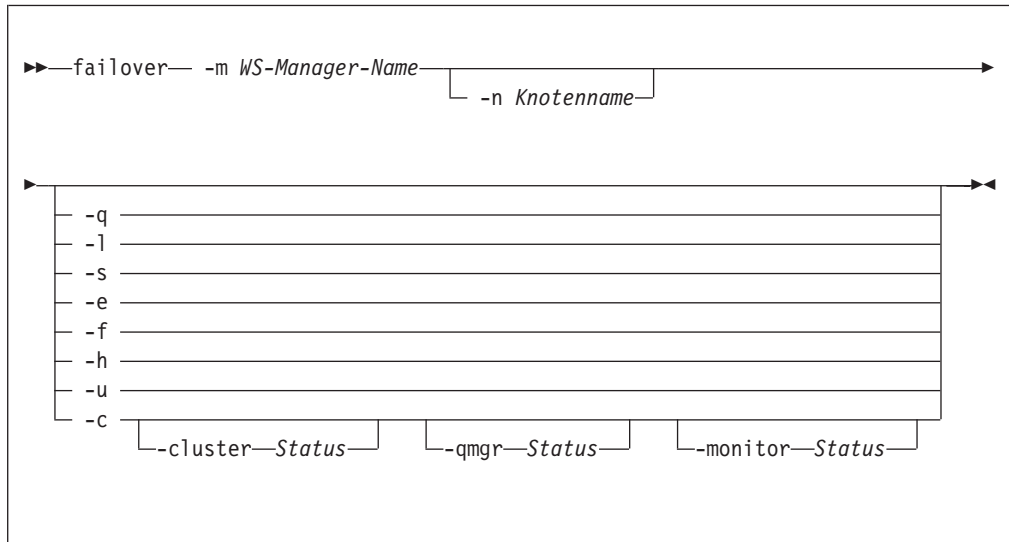 failover -m WS-Manager-Name
-n Knotenname
-q
-l
-s
-e
-f
-h
-u
-c
-cluster Status -qmgr Status -monitor Status